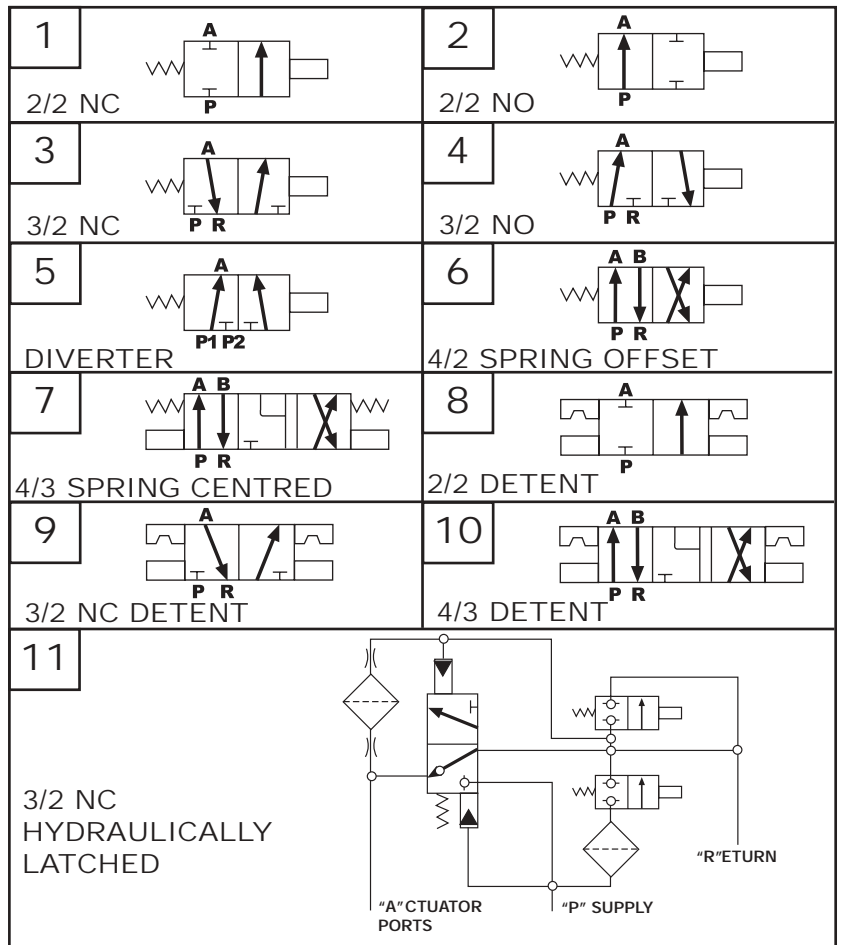 1
A
P
2/2 NC
2
A
P
2/2 NO
3
A
P R
3/2 NC
4
A
P R
3/2 NO
5
A
P1 P2
DIVERTER
6
A B
P R
4/2 SPRING OFFSET
7
A B
P R
4/3 SPRING CENTRED
8
A
P
2/2 DETENT
9
A
P R
3/2 NC DETENT
10
A B
P R
4/3 DETENT
11
3/2 NC
HYDRAULICALLY
LATCHED
“A”CTUATOR
PORTS
“P” SUPPLY
“R”ETURN